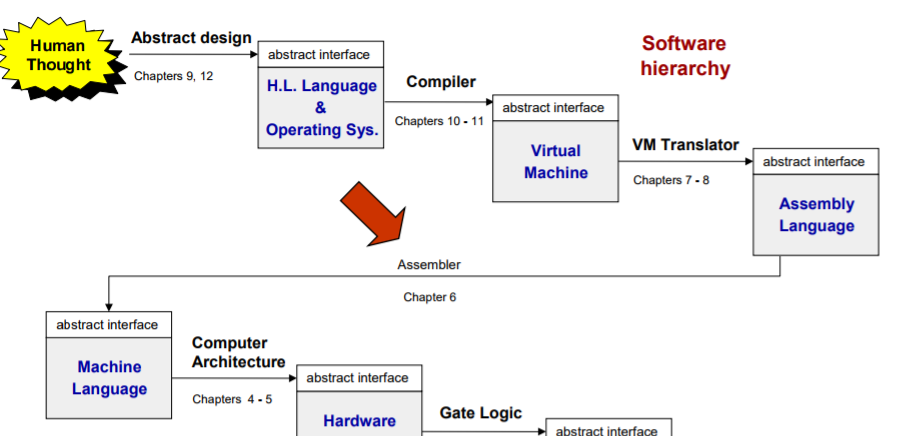 Human
Thought
Abstract design
Chapters 9, 12
abstract interface
H.L. Language
&
Operating Sys.
Compiler
Chapters 10 - 11
Software
hierarchy
abstract interface
Virtual
Machine
VM Translator
Chapters 7 - 8
abstract interface
Assembly
Language
Assembler
Chapter 6
abstract interface
Machine
Language
Computer
Architecture
Chapters 4 - 5
abstract interface
Hardware
Gate Logic
abstract interface